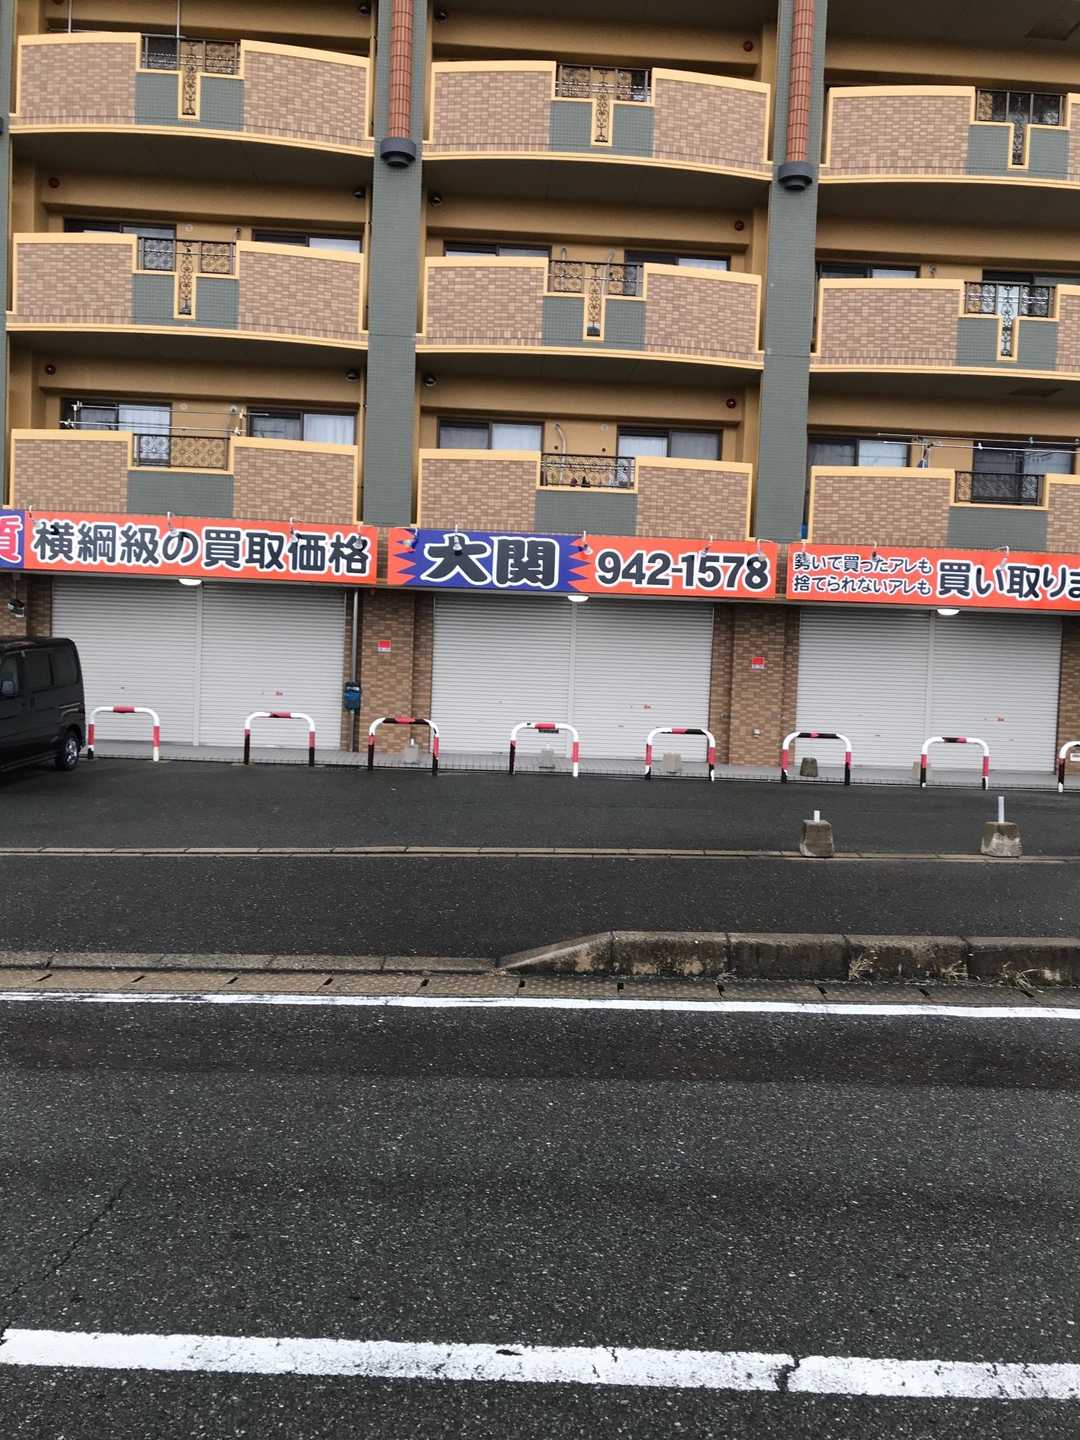 質
横綱級の買取価格
大関
942-1578
勢いで買ったアレも
捨てられないアレも
買い取りま